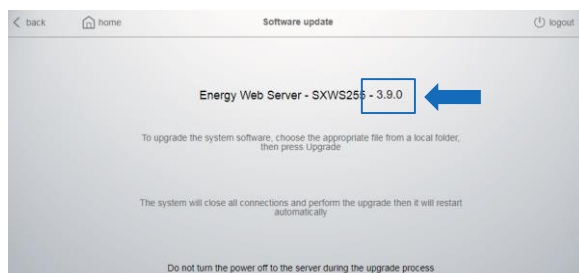 back home Software update logout
Energy Web Server - SXWS255 - 3.9.0
To upgrade the system software, choose the appropriate file from a local folder,
then press Upgrade
The system will close all connections and perform the upgrade then it will restart
automatically
Do not turn the power off to the server during the upgrade process